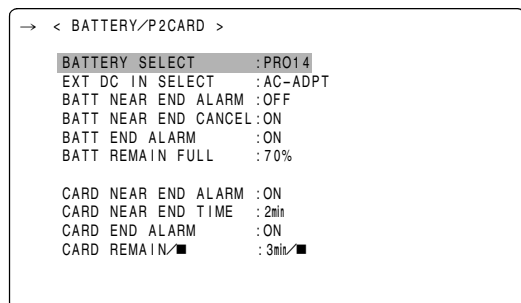 → < BATTERY/P2CARD >
BATTERY SELECT :PRO14
EXT DC IN SELECT :AC-ADPT
BATT NEAR END ALARM :OFF
BATT NEAR END CANCEL:ON
BATT END ALARM :ON
BATT REMAIN FULL :70%
CARD NEAR END ALARM :ON
CARD NEAR END TIME :2min
CARD END ALARM :ON
CARD REMAIN/■ :3min/■